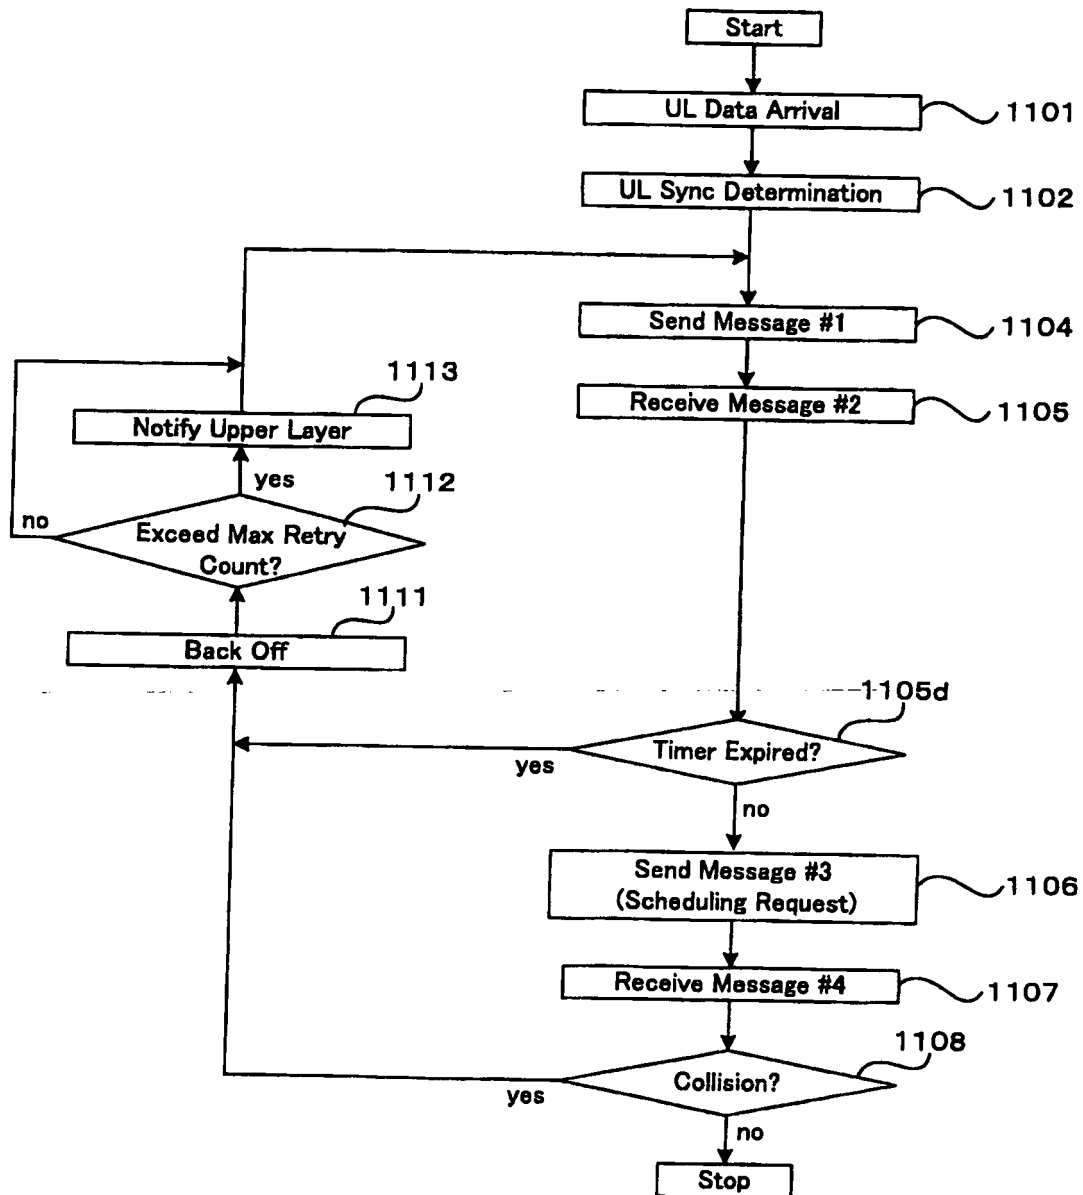 Start
UL Data Arrival
1101
UL Sync Determination
1102
Send Message #1
1104
1113
Receive Message #2
1105
Notify Upper Layer
yes
1112
no
Exceed Max Retry
Count?
1111
Back Off
1105d
Timer Expired?
yes
no
Send Message #3
(Scheduling Request)
1106
Receive Message #4
1107
1108
Collision?
yes
no
Stop